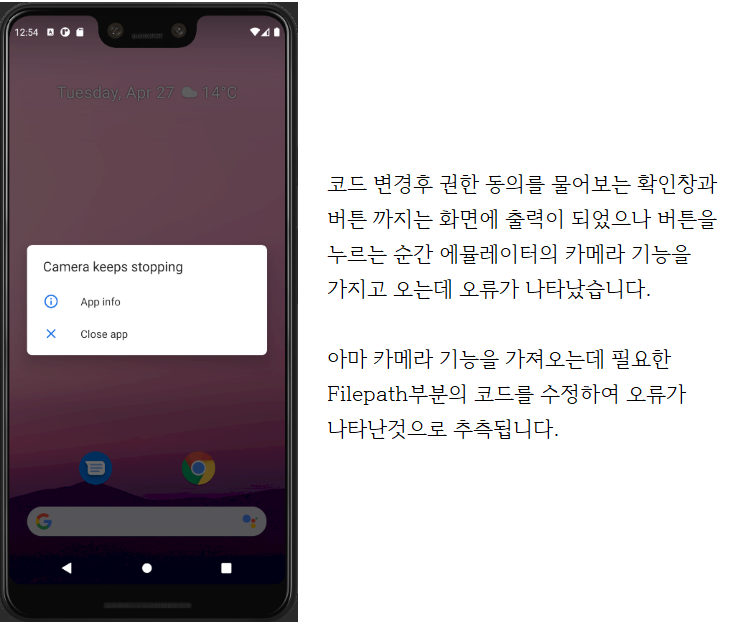 12:54
Tuesday, Apr 27 14°C
Camera keeps stopping
App info
Close app
코드 변경후 권한 동의를 물어보는 확인창과
버튼 까지는 화면에 출력이 되었으나 버튼을
누르는 순간 에뮬레이터의 카메라 기능을
가지고 오는데 오류가 나타났습니다.
아마 카메라 기능을 가져오는데 필요한
Filepath부분의 코드를 수정하여 오류가
나타난것으로 추측됩니다.